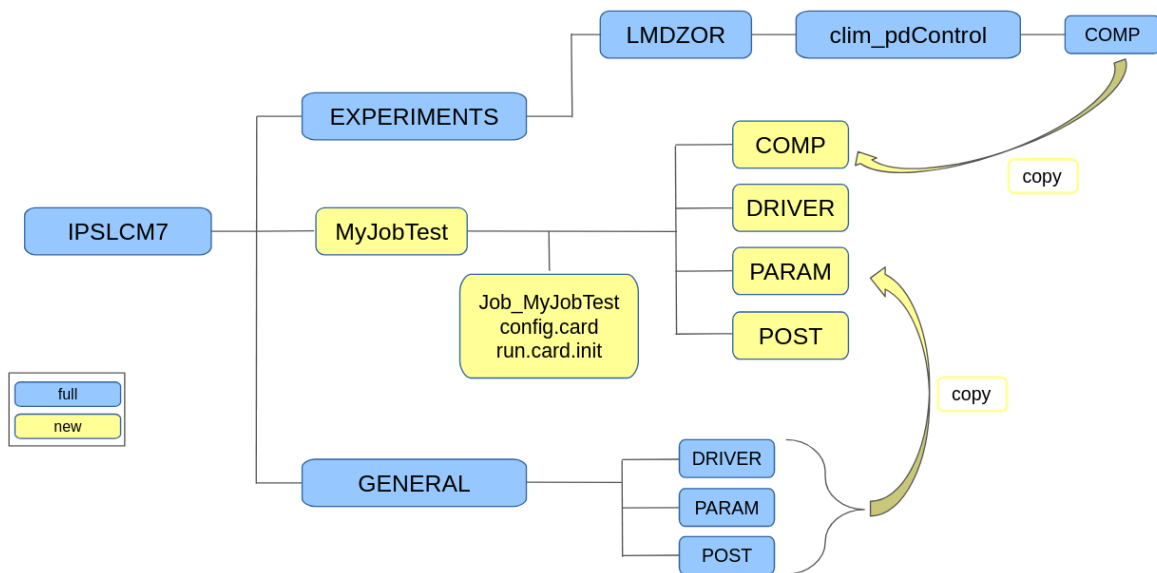 LMDZOR
clim_pdControl
COMP
EXPERIMENTS
COMP
copy
DRIVER
IPSLCM7
MyJobTest
PARAM
Job_MyJobTest
config.card
run.card.init
POST
full
new
copy
GENERAL
DRIVER
PARAM
POST